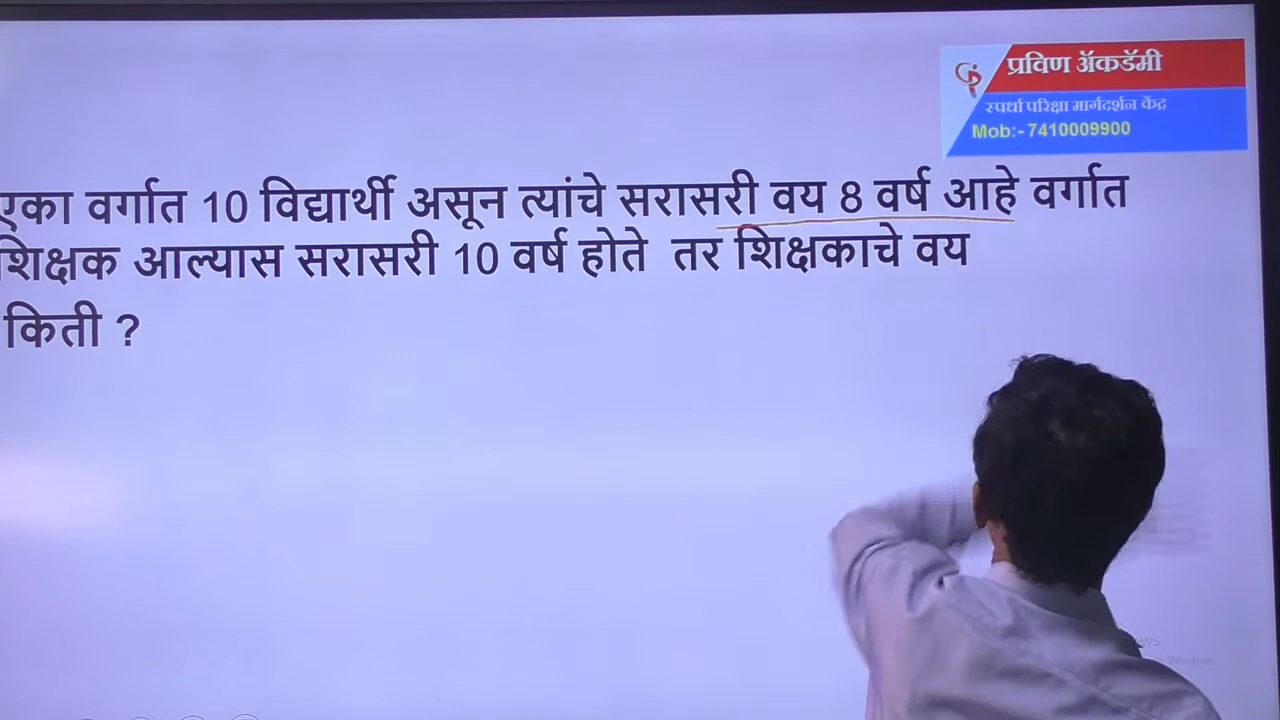 प्रविण ॲकडॅमी
स्पर्धा परिक्षा मार्गदर्शन केंद्र
Mob:- 7410009900
एका वर्गात 10 विद्यार्थी असून त्यांचे सरासरी वय 8 वर्ष आहे वर्गात
शिक्षक आल्यास सरासरी 10 वर्ष होते तर शिक्षकाचे वय
किती ?